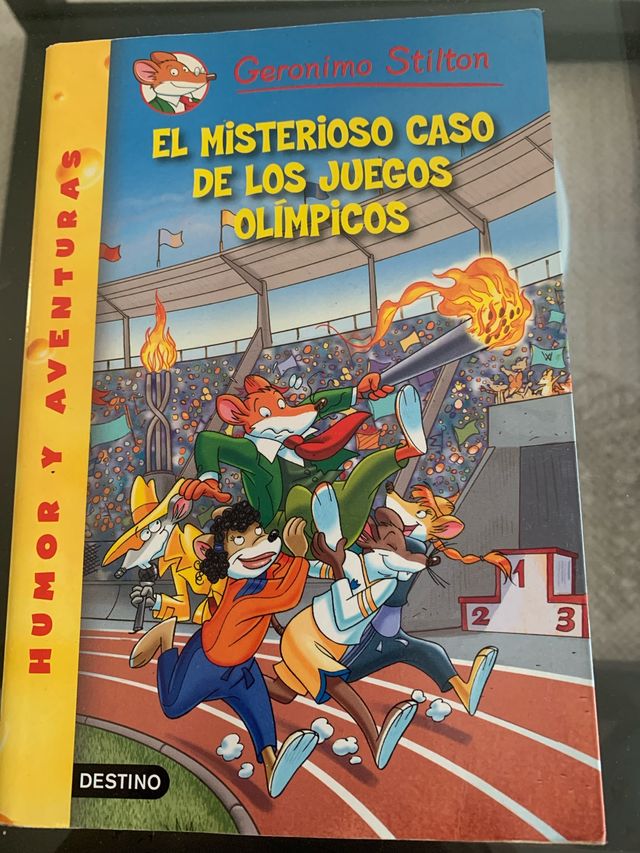 Geronimo Stilton
EL MISTERIOSO CASO
DE LOS JUEGOS
OLÍMPICOS
HUMOR Y AVENTURAS
1
2
3
DESTINO